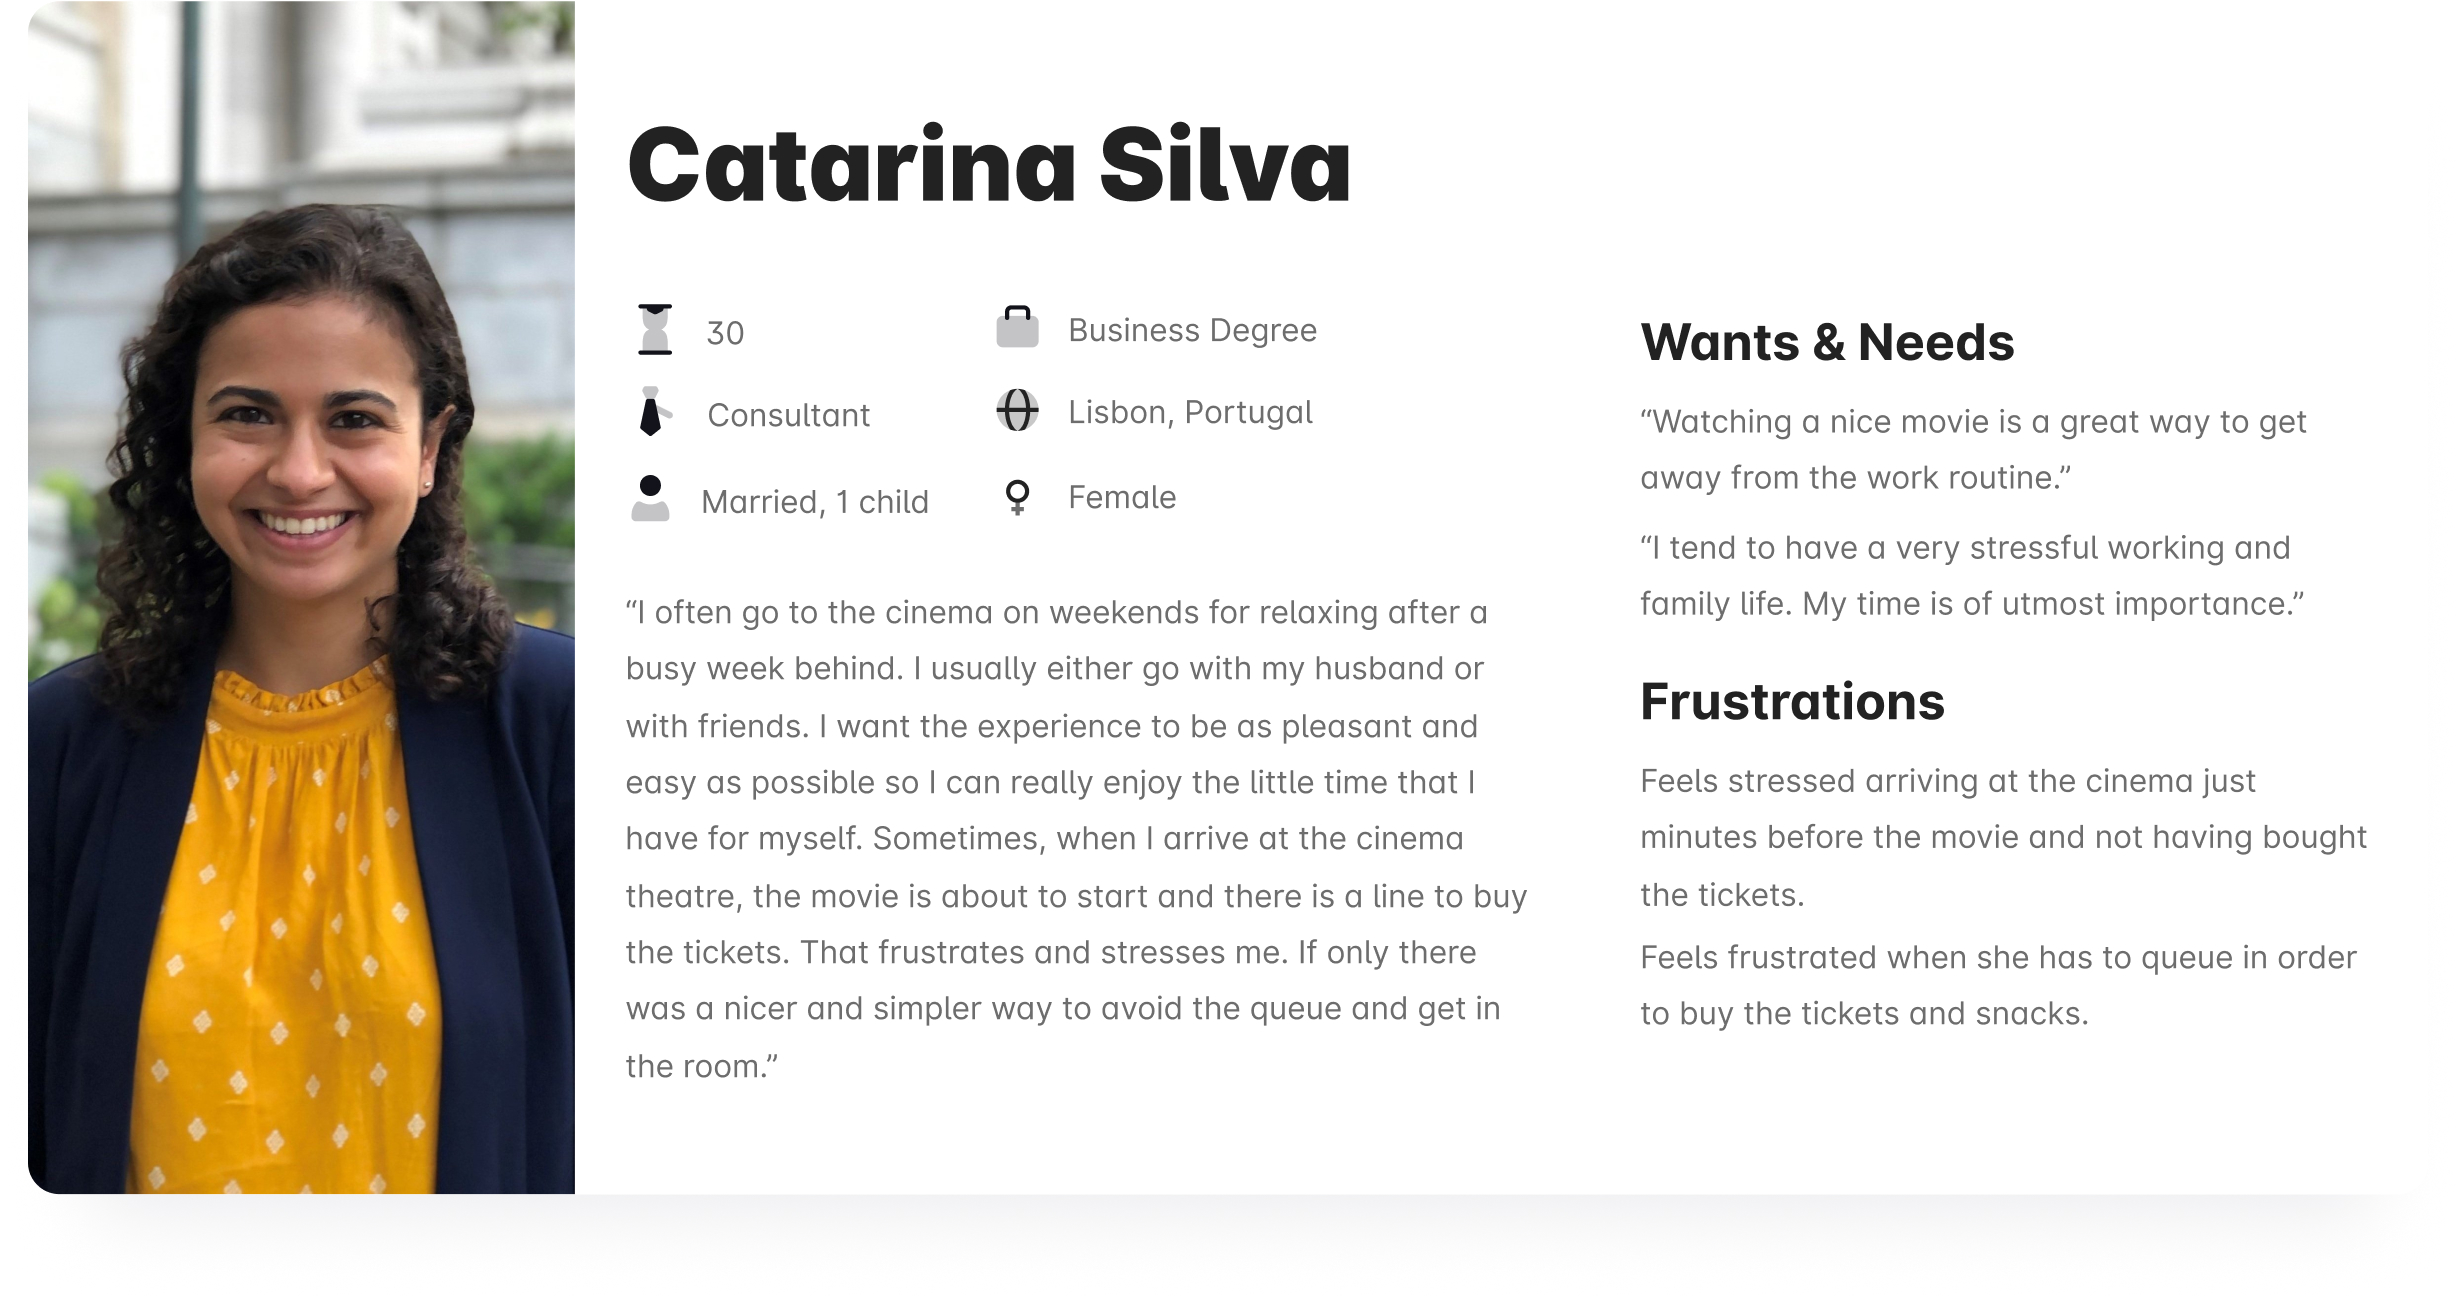 Catarina Silva
30
Business Degree
Consultant
Lisbon, Portugal
Married, 1 child
Female
“I often go to the cinema on weekends for relaxing after a
busy week behind. I usually either go with my husband or
with friends. I want the experience to be as pleasant and
easy as possible so I can really enjoy the little time that I
have for myself. Sometimes, when I arrive at the cinema
theatre, the movie is about to start and there is a line to buy
the tickets. That frustrates and stresses me. If only there
was a nicer and simpler way to avoid the queue and get in
the room.”
Wants & Needs
“Watching a nice movie is a great way to get
away from the work routine.”
“I tend to have a very stressful working and
family life. My time is of utmost importance.”
Frustrations
Feels stressed arriving at the cinema just
minutes before the movie and not having bought
the tickets.
Feels frustrated when she has to queue in order
to buy the tickets and snacks.